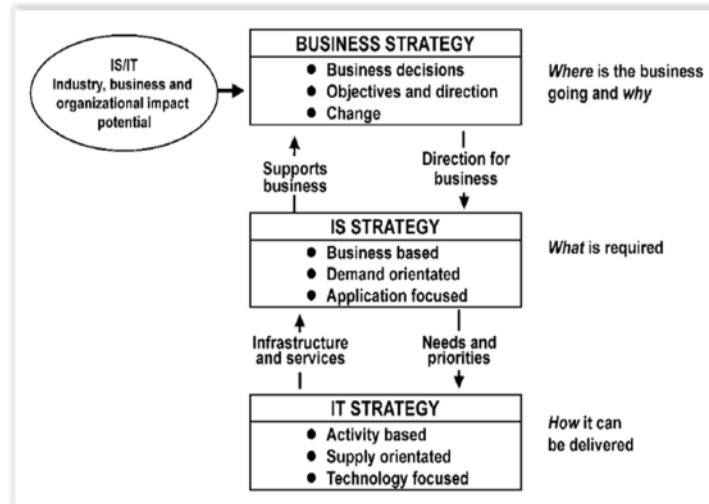 IS/IT
Industry, business and
organizational impact
potential
BUSINESS STRATEGY
● Business decisions
● Objectives and direction
● Change
Where is the business
going and why
Supports
business
Direction for
business
IS STRATEGY
● Business based
● Demand orientated
● Application focused
What is required
Infrastructure
and services
Needs and
priorities
IT STRATEGY
● Activity based
● Supply orientated
● Technology focused
How it can
be delivered